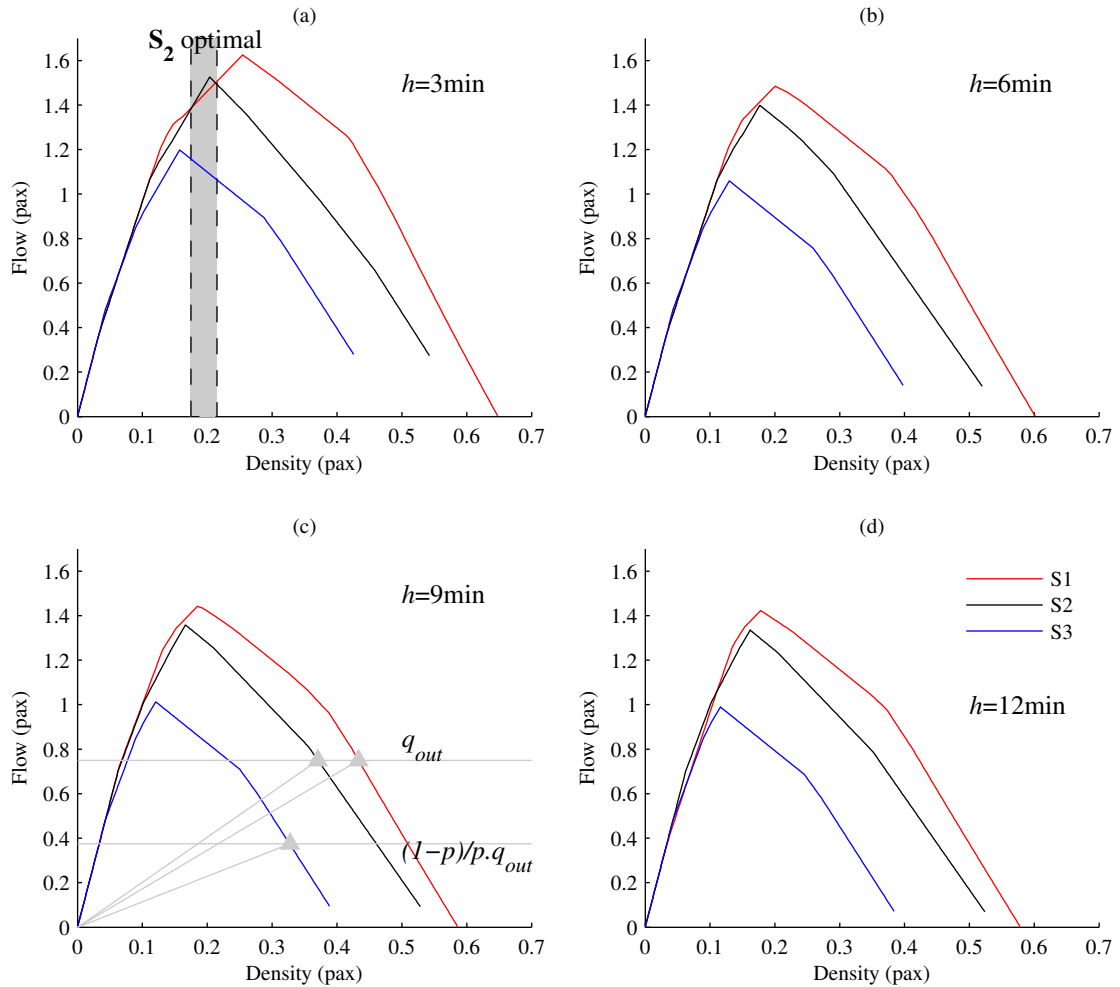 (a)
S2 optimal
h=3min
Flow (pax)
1.6
1.4
1.2
1
0.8
0.6
0.4
0.2
0
0 0.1 0.2 0.3 0.4 0.5 0.6 0.7
Density (pax)
(b)
h=6min
Flow (pax)
1.6
1.4
1.2
1
0.8
0.6
0.4
0.2
0
0 0.1 0.2 0.3 0.4 0.5 0.6 0.7
Density (pax)
(c)
h=9min
qout
(1−p)/p.qout
Flow (pax)
1.6
1.4
1.2
1
0.8
0.6
0.4
0.2
0
0 0.1 0.2 0.3 0.4 0.5 0.6 0.7
Density (pax)
(d)
S1
S2
S3
h=12min
Flow (pax)
1.6
1.4
1.2
1
0.8
0.6
0.4
0.2
0
0 0.1 0.2 0.3 0.4 0.5 0.6 0.7
Density (pax)